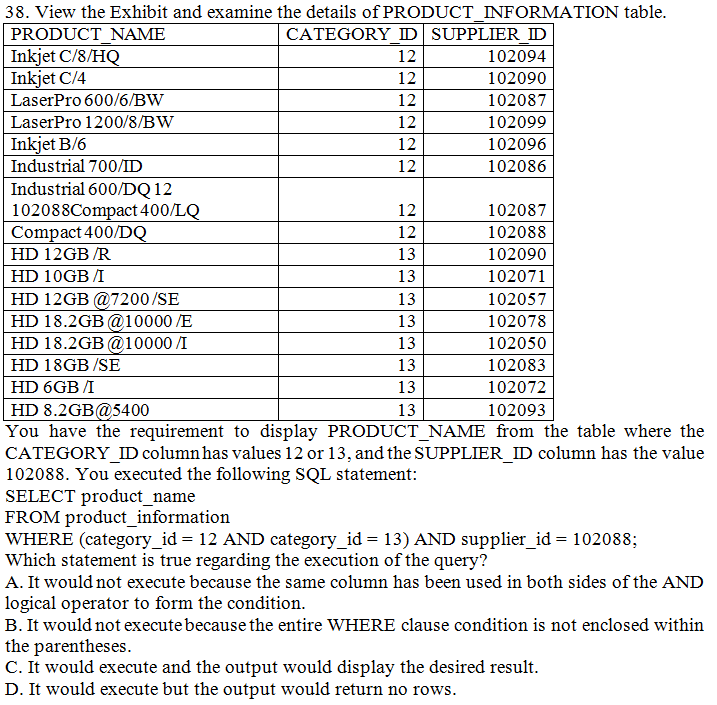 38. View the Exhibit and examine the details of PRODUCT_INFORMATION table.
PRODUCT_NAME CATEGORY_ID SUPPLIER_ID
Inkjet C/8/HQ 12 102094
Inkjet C/4 12 102090
LaserPro 600/6/BW 12 102087
LaserPro 1200/8/BW 12 102099
Inkjet B/6 12 102096
Industrial 700/ID 12 102086
Industrial 600/DQ 12
102088Compact 400/LQ 12 102087
Compact 400/DQ 12 102088
HD 12GB /R 13 102090
HD 10GB /I 13 102071
HD 12GB @7200 /SE 13 102057
HD 18.2GB @10000 /E 13 102078
HD 18.2GB @10000 /I 13 102050
HD 18GB /SE 13 102083
HD 6GB /I 13 102072
HD 8.2GB@5400 13 102093
You have the requirement to display PRODUCT_NAME from the table where the
CATEGORY_ID column has values 12 or 13, and the SUPPLIER_ID column has the value
102088. You executed the following SQL statement:
SELECT product_name
FROM product_information
WHERE (category_id = 12 AND category_id = 13) AND supplier_id = 102088;
Which statement is true regarding the execution of the query?
A. It would not execute because the same column has been used in both sides of the AND
logical operator to form the condition.
B. It would not execute because the entire WHERE clause condition is not enclosed within
the parentheses.
C. It would execute and the output would display the desired result.
D. It would execute but the output would return no rows.